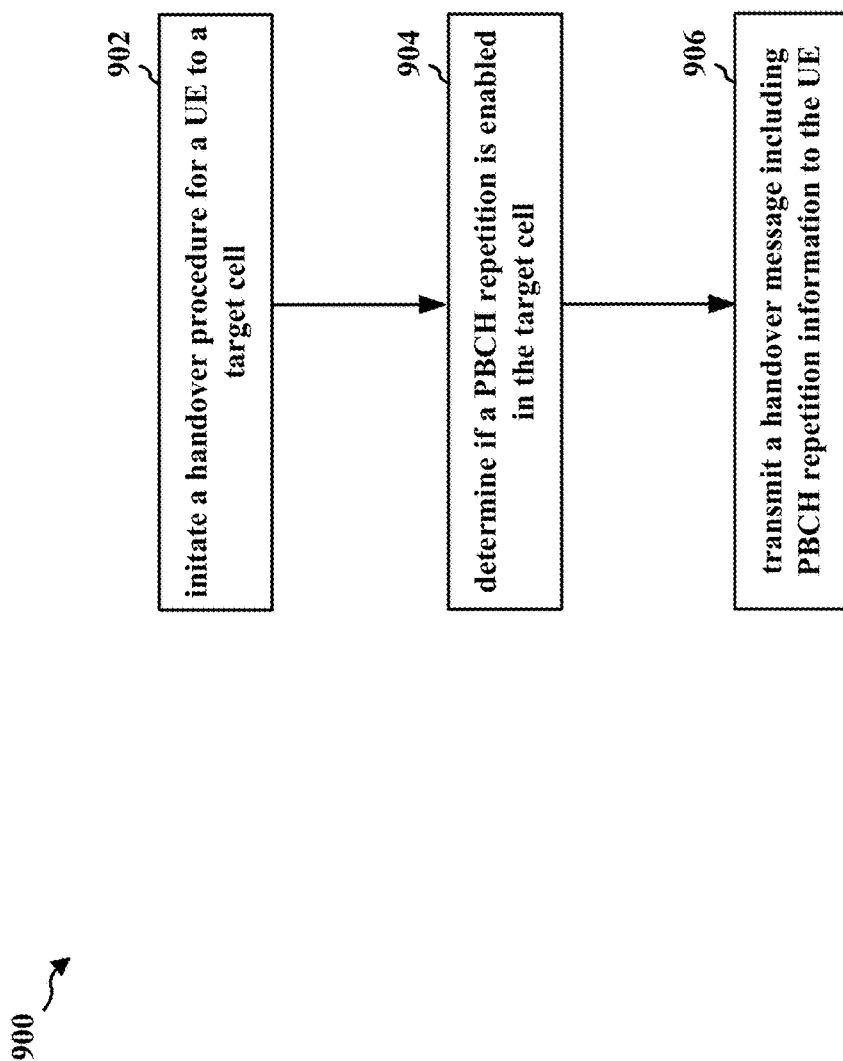 900
902
initate a handover procedure for a UE to a
target cell
904
determine if a PBCH repetition is enabled
in the target cell
906
transmit a handover message including
PBCH repetition information to the UE